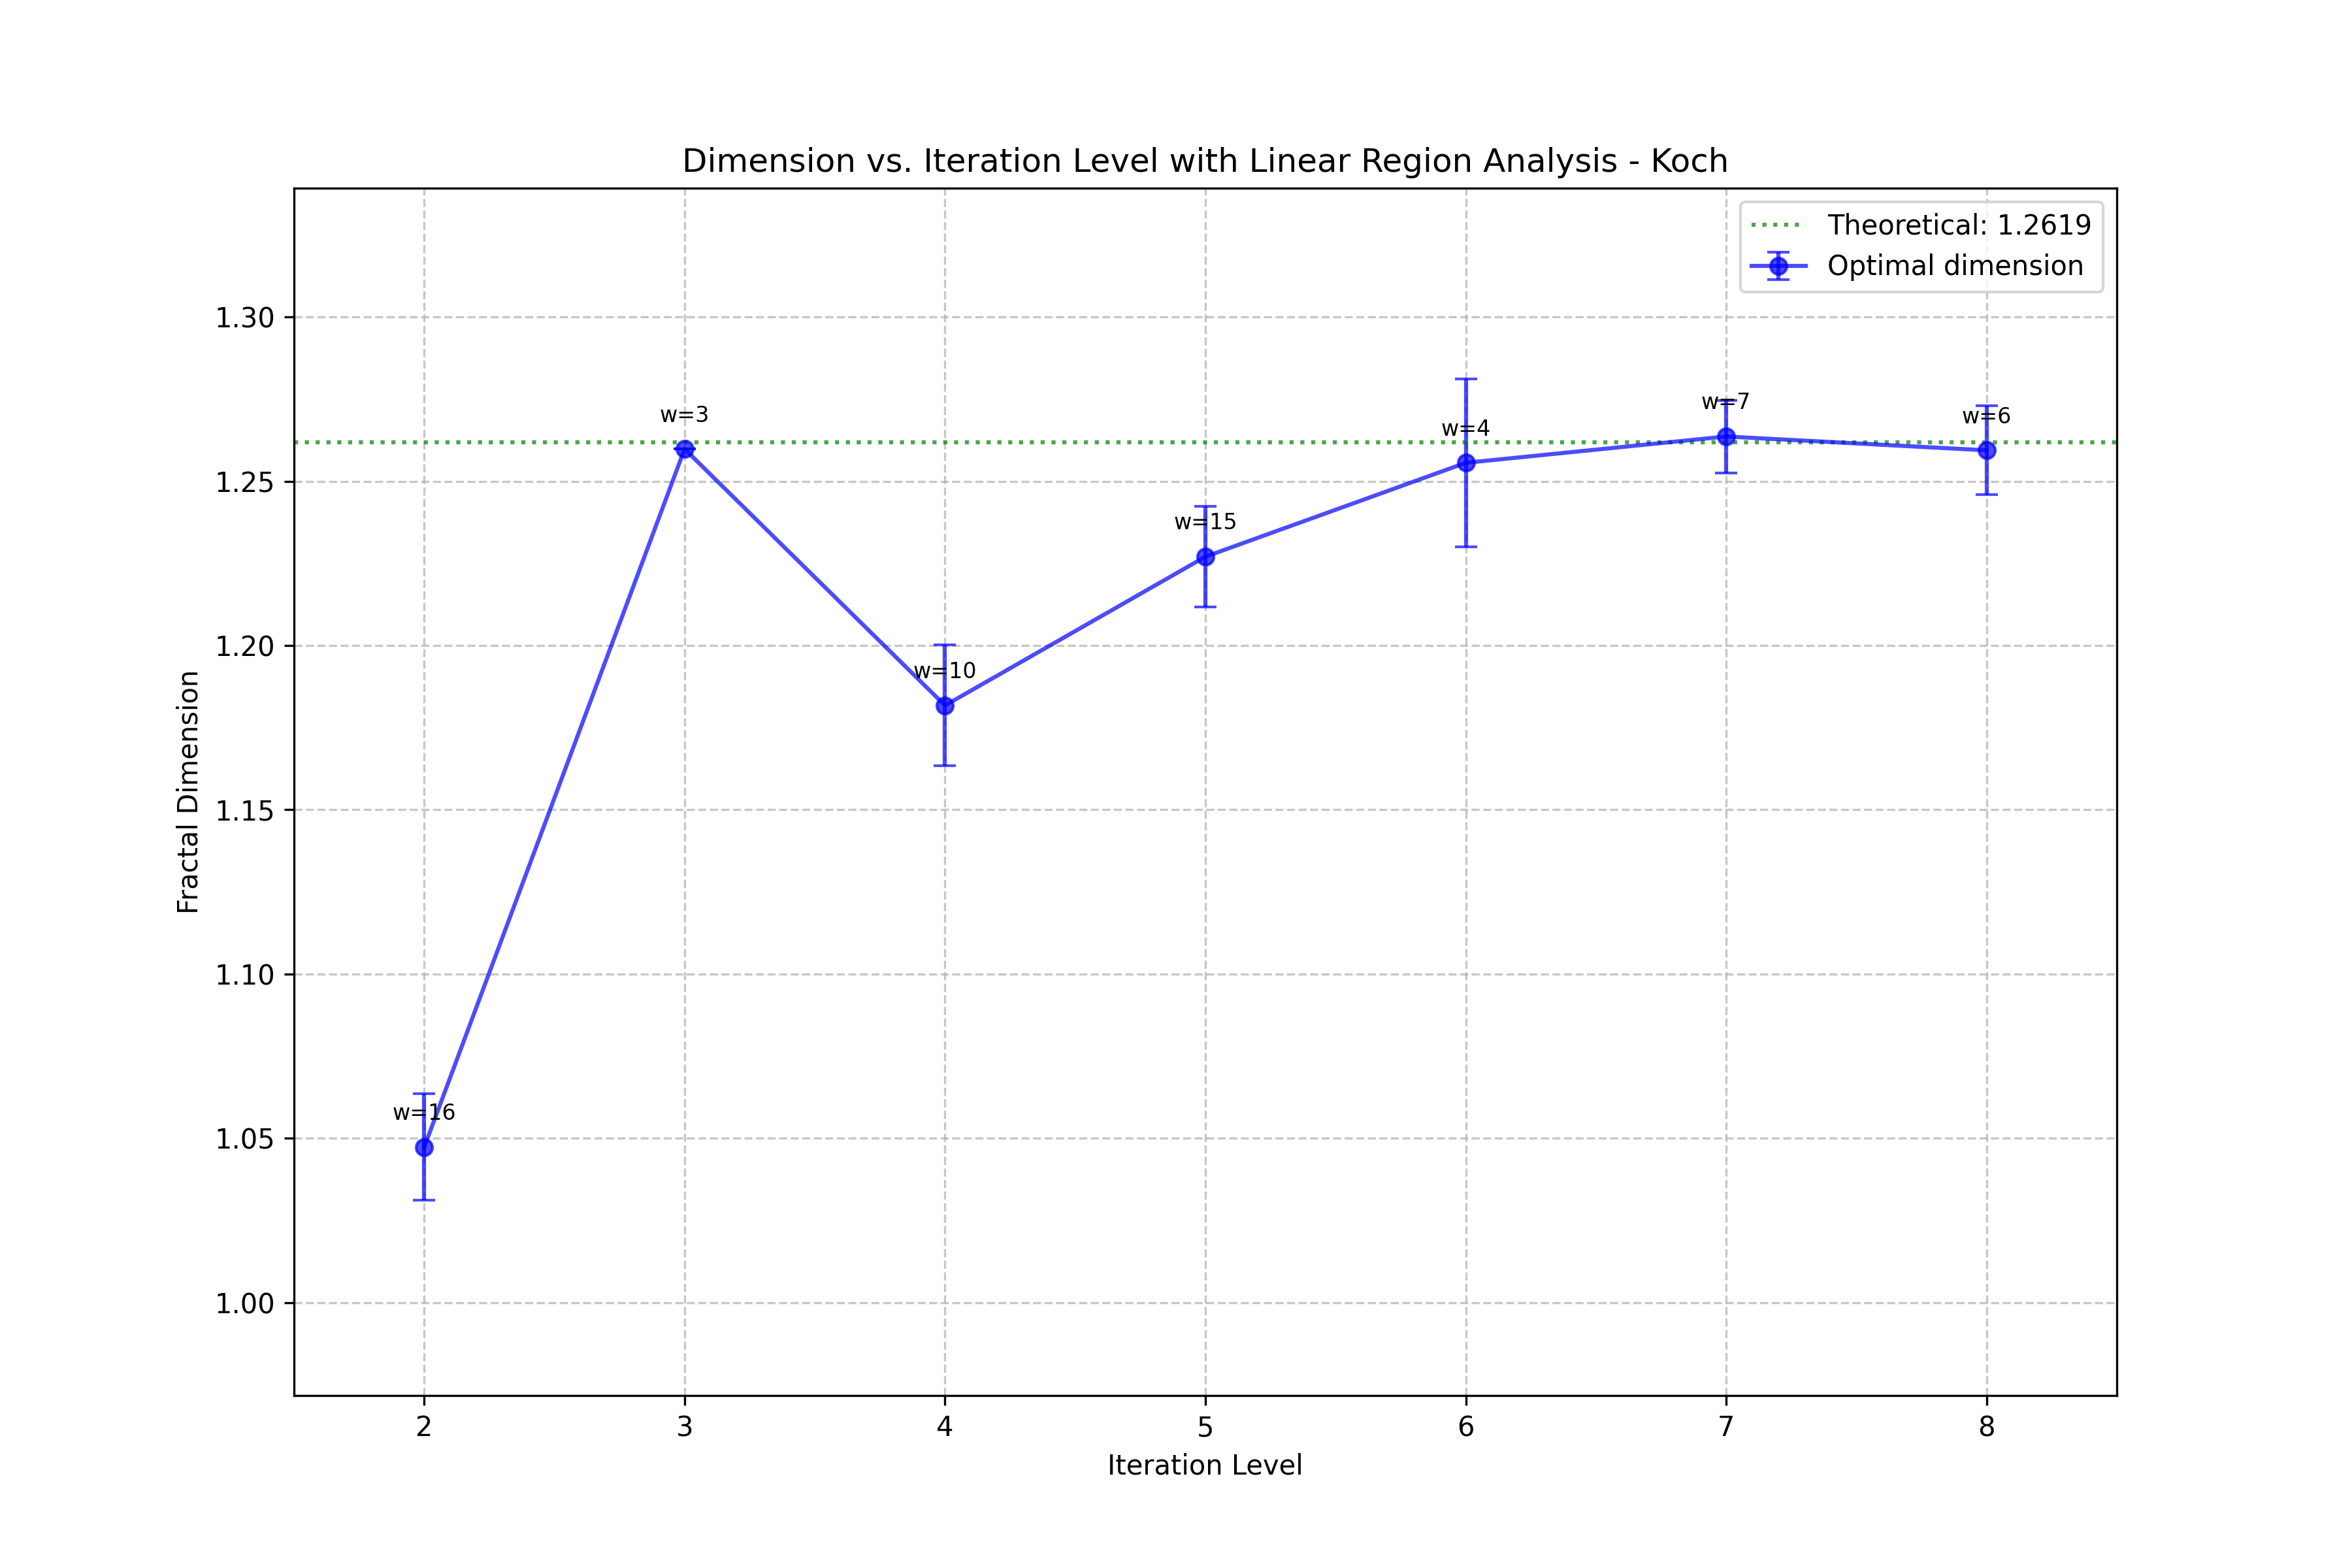 Dimension vs. Iteration Level with Linear Region Analysis - Koch
Theoretical: 1.2619
Optimal dimension
Fractal Dimension
1.30
1.25
1.20
1.15
1.10
1.05
1.00
w=16
w=3
w=10
w=15
w=4
w=7
w=6
2 3 4 5 6 7 8
Iteration Level